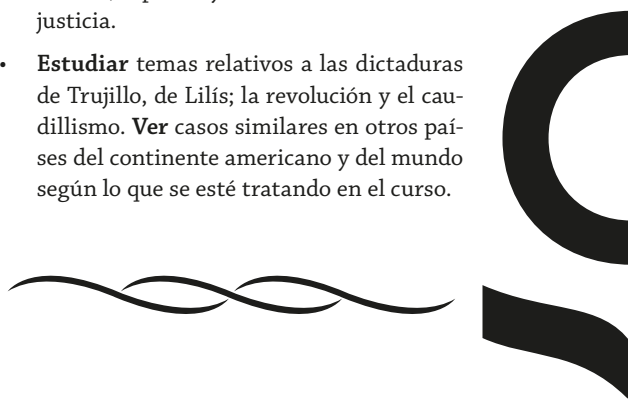 justicia.
• Estudiar temas relativos a las dictaduras
de Trujillo, de Lilís; la revolución y el cau-
dillismo. Ver casos similares en otros paí-
ses del continente americano y del mundo
según lo que se esté tratando en el curso.